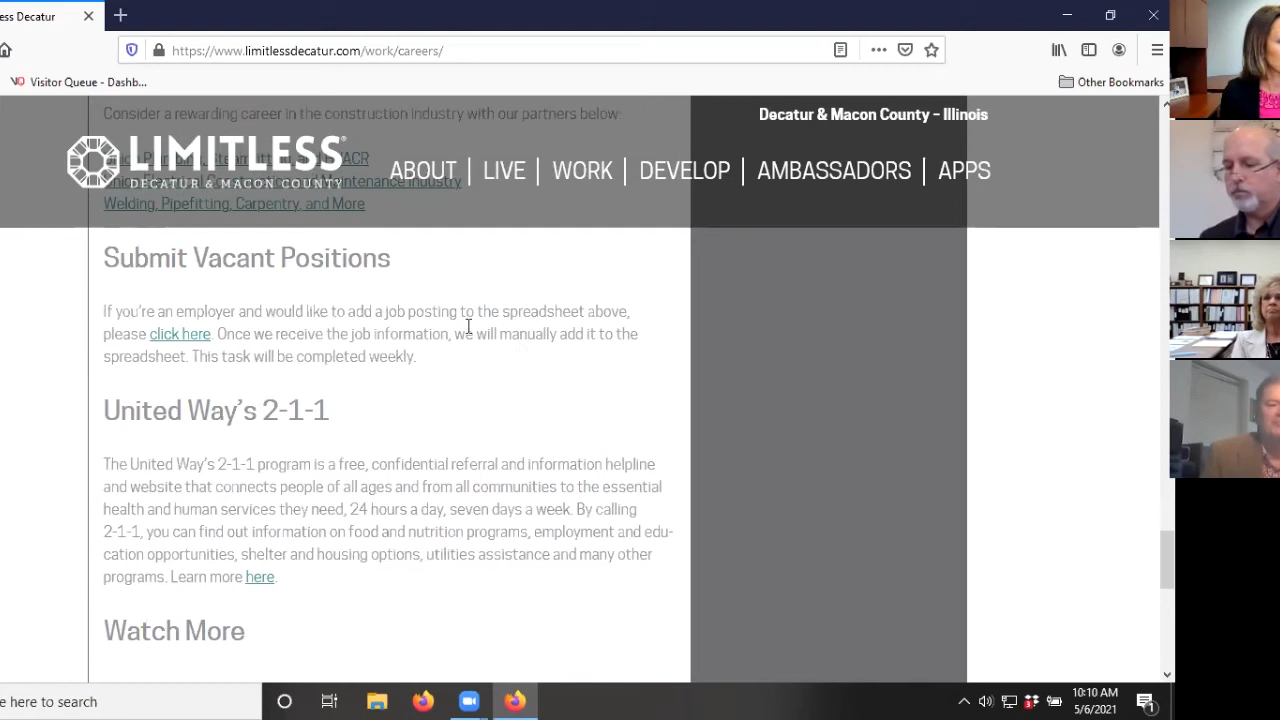 ess Decatur
https://www.limitlessdecatur.com/work/careers/
Visitor Queue - Dashb...
Other Bookmarks
Consider a rewarding career in the construction industry with our partners below:
Decatur & Macon County - Illinois
LIMITLESS®
DECATUR & MACON COUNTY
ABOUT | LIVE | WORK | DEVELOP | AMBASSADORS | APPS
Welding, Pipefitting, Carpentry, and More
Submit Vacant Positions
If you're an employer and would like to add a job posting to the spreadsheet above,
please click here. Once we receive the job information, we will manually add it to the
spreadsheet. This task will be completed weekly.
United Way's 2-1-1
The United Way's 2-1-1 program is a free, confidential referral and information helpline
and website that connects people of all ages and from all communities to the essential
health and human services they need, 24 hours a day, seven days a week. By calling
2-1-1, you can find out information on food and nutrition programs, employment and edu-
cation opportunities, shelter and housing options, utilities assistance and many other
programs. Learn more here.
Watch More
e here to search
10:10 AM
5/6/2021